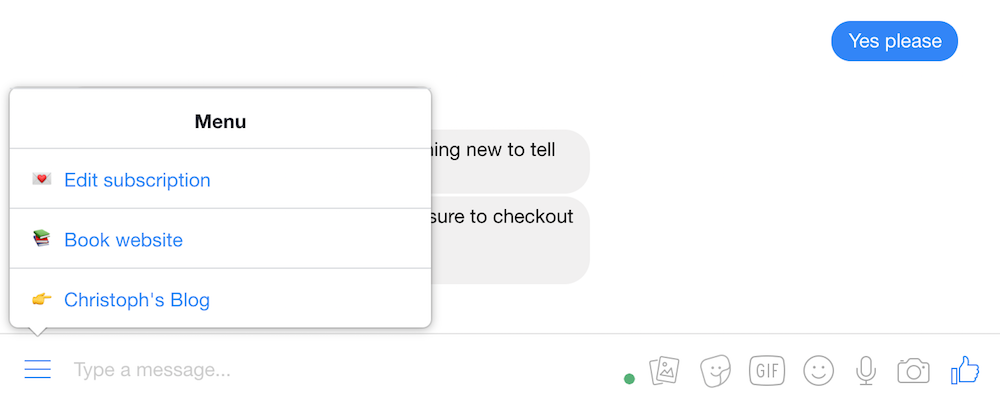 Yes please
Menu
ning new to tell
Edit subscription
sure to checkout
Book website
Christoph's Blog
Type a message...
GIF